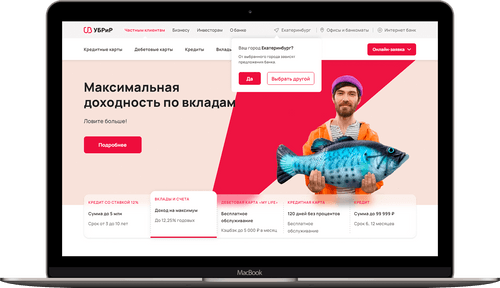 УБРиР Частным клиентам Бизнесу Инвесторам О банке Екатеринбург Офисы и банкоматы Интернет банк
Кредитные карты Дебетовые карты Кредиты Вклады Онлайн-заявка
Ваш город Екатеринбург?
От выбранного города зависят
предложения банка
Да Выбрать другой
Максимальная
доходность по вкладам
Ловите больше!
Подробнее
КРЕДИТ СО СТАВКОЙ 12% ВКЛАДЫ И СЧЕТА ДЕБЕТОВАЯ КАРТА «MY LIFE» КРЕДИТНАЯ КАРТА КРЕДИТ
Сумма до 5 млн Доход на максимум Бесплатное обслуживание 120 дней без процентов Сумма до 99 999 ₽
Срок от 3 до 10 лет До 12.25% годовых Кэшбэк до 5 000 ₽ в месяц Бесплатное обслуживание Срок 6, 12 месяцев
MacBook